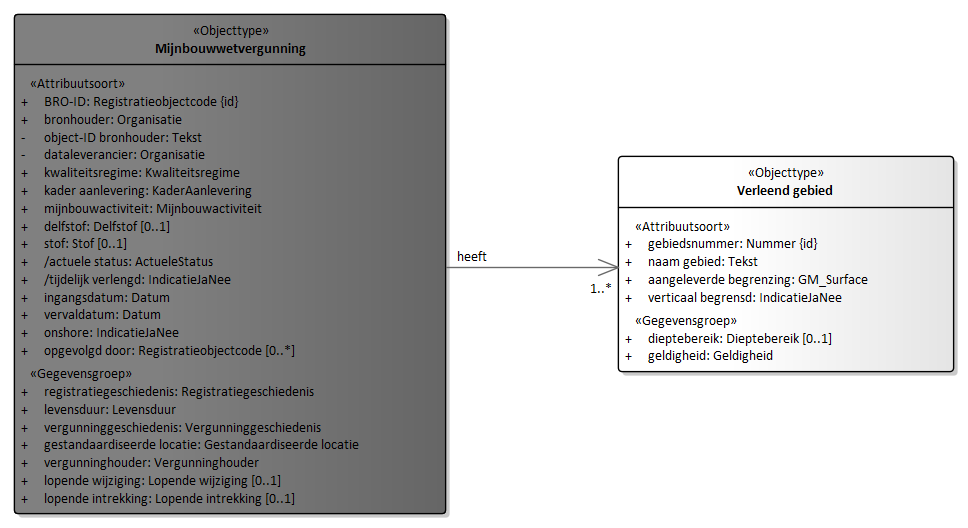 «Objecttype»
Mijnbouwwetvergunning
«Attribuutsoort»
+ BRO-ID: Registratieobjectcode {id}
+ bronhouder: Organisatie
- object-ID bronhouder: Tekst
- dataleverancier: Organisatie
+ kwaliteitsregime: Kwaliteitsregime
+ kader aanlevering: KaderAanlevering
+ mijnbouwactiviteit: Mijnbouwactiviteit
+ delfstof: Delfstof [0..1]
+ stof: Stof [0..1]
+ /actuele status: ActueleStatus
+ /tijdelijk verlengd: IndicatieJaNee
+ ingangsdatum: Datum
+ vervaldatum: Datum
+ onshore: IndicatieJaNee
+ opgevolgd door: Registratieobjectcode [0..*]
«Gegevensgroep»
+ registratiegeschiedenis: Registratiegeschiedenis
+ levensduur: Levensduur
+ vergunninggeschiedenis: Vergunninggeschiedenis
+ gestandaardiseerde locatie: Gestandaardiseerde locatie
+ vergunninghouder: Vergunninghouder
+ lopende wijziging: Lopende wijziging [0..1]
+ lopende intrekking: Lopende intrekking [0..1]
heeft
1..*
«Objecttype»
Verleend gebied
«Attribuutsoort»
+ gebiedsnummer: Nummer {id}
+ naam gebied: Tekst
+ aangeleverde begrenzing: GM_Surface
+ verticaal begrensd: IndicatieJaNee
«Gegevensgroep»
+ dieptebereik: Dieptebereik [0..1]
+ geldigheid: Geldigheid